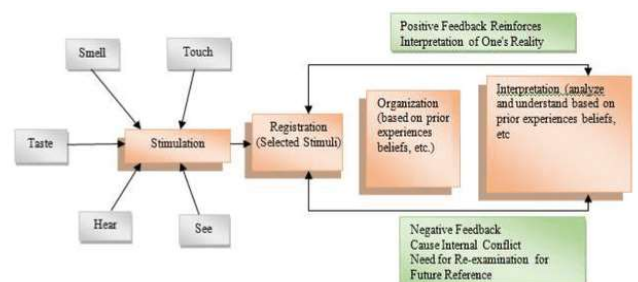 Positive Feedback Reinforces
Interpretation of One's Reality
Smell
Touch
Taste
Stimulation
Hear
See
Registration
(Selected Stimuli)
Organization
(based on prior
experiences
beliefs, etc.)
Interpretation (analyze
and understand based on
prior experiences beliefs,
etc
Negative Feedback
Cause Internal Conflict
Need for Re-examination for
Future Reference